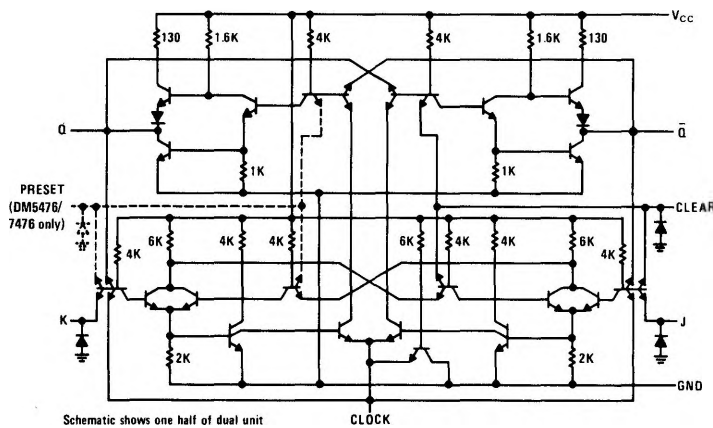 VCC
130
1.6K
4K
4K
1.6K
130
Q
Q̅
1K
1K
PRESET
(DM5476/
7476 only)
CLEAR
4K
6K
4K
4K
6K
4K
4K
6K
4K
K
J
2K
2K
GND
Schematic shows one half of dual unit
CLOCK